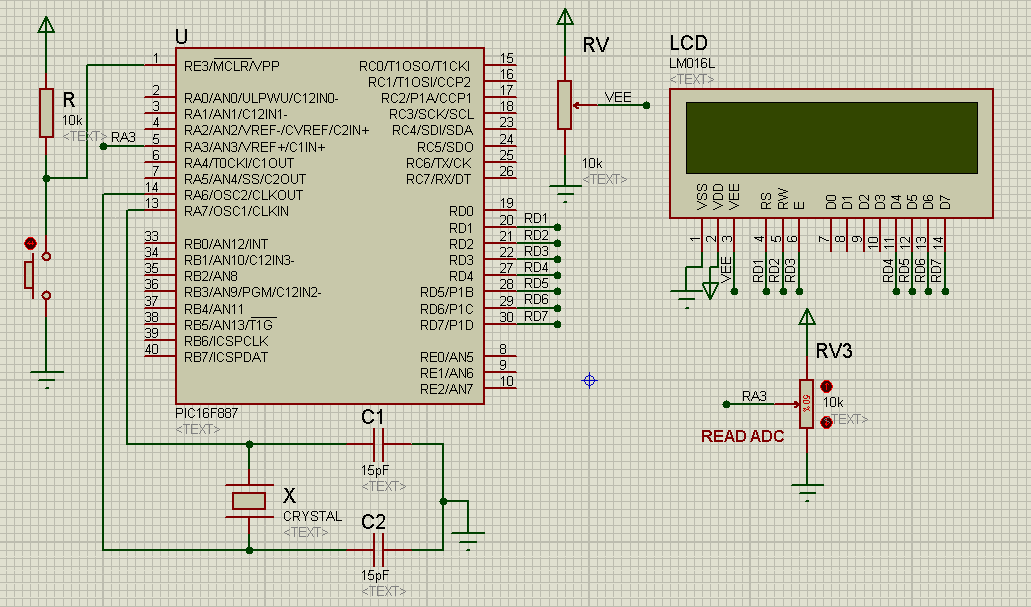 U
RV
LCD
LM016L
<TEXT>
R
10k
<TEXT>
RA3
1
2
3
4
5
6
7
14
13
33
34
35
36
37
38
39
40
RE3/MCLR/VPP
RA0/AN0/ULPWU/C12IN0-
RA1/AN1/C12IN1-
RA2/AN2/VREF-/CVREF/C2IN+
RA3/AN3/VREF+/C1IN+
RA4/T0CKI/C1OUT
RA5/AN4/SS/C2OUT
RA6/OSC2/CLKOUT
RA7/OSC1/CLKIN
RB0/AN12/INT
RB1/AN10/C12IN3-
RB2/AN8
RB3/AN9/PGM/C12IN2-
RB4/AN11
RB5/AN13/T1G
RB6/ICSPCLK
RB7/ICSPDAT
RC0/T1OSO/T1CKI
RC1/T1OSI/CCP2
RC2/P1A/CCP1
RC3/SCK/SCL
RC4/SDI/SDA
RC5/SDO
RC6/TX/CK
RC7/RX/DT
RD0
RD1
RD2
RD3
RD4
RD5/P1B
RD6/P1C
RD7/P1D
RE0/AN5
RE1/AN6
RE2/AN7
15
16
17
18
23
24
25
26
19
20
21
22
27
28
29
30
8
9
10
RD1
RD2
RD3
RD4
RD5
RD6
RD7
PIC16F887
<TEXT>
VEE
10k
<TEXT>
VSS
VDD
VEE
RS
RW
E
D0
D1
D2
D3
D4
D5
D6
D7
1
2
3
4
5
6
7
8
9
10
11
12
13
14
VEE
RD1
RD2
RD3
RD4
RD5
RD6
RD7
RV3
RA3
50 %
10k
<TEXT>
READ ADC
C1
15pF
<TEXT>
X
CRYSTAL
<TEXT>
C2
15pF
<TEXT>